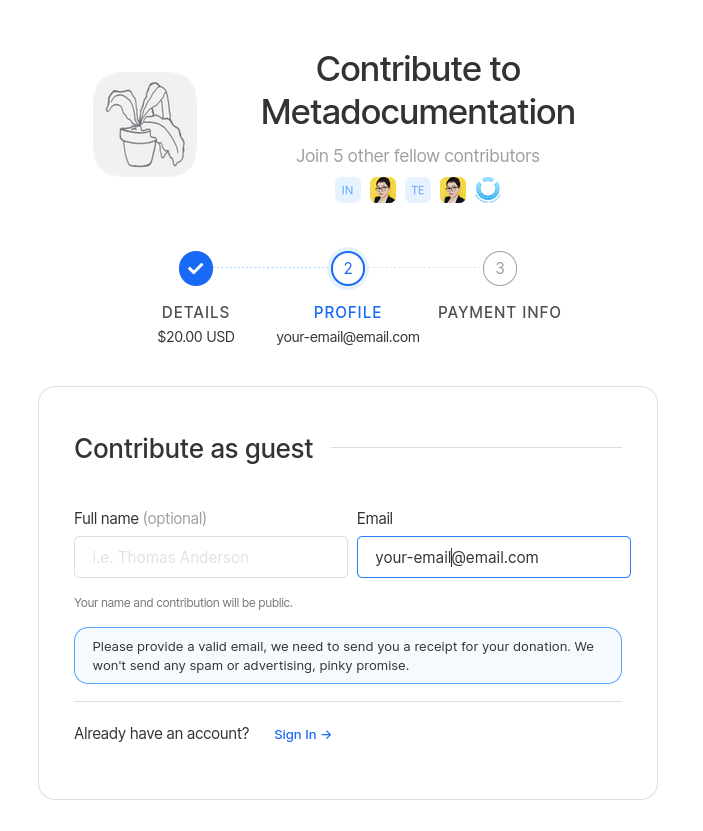 Contribute to
Metadocumentation
Join 5 other fellow contributors
IN TE
2 3
DETAILS PROFILE PAYMENT INFO
$20.00 USD your-email@email.com
Contribute as guest
Full name (optional) Email
i.e. Thomas Anderson your-email@email.com
Your name and contribution will be public.
Please provide a valid email, we need to send you a receipt for your donation. We
won't send any spam or advertising, pinky promise.
Already have an account? Sign In →